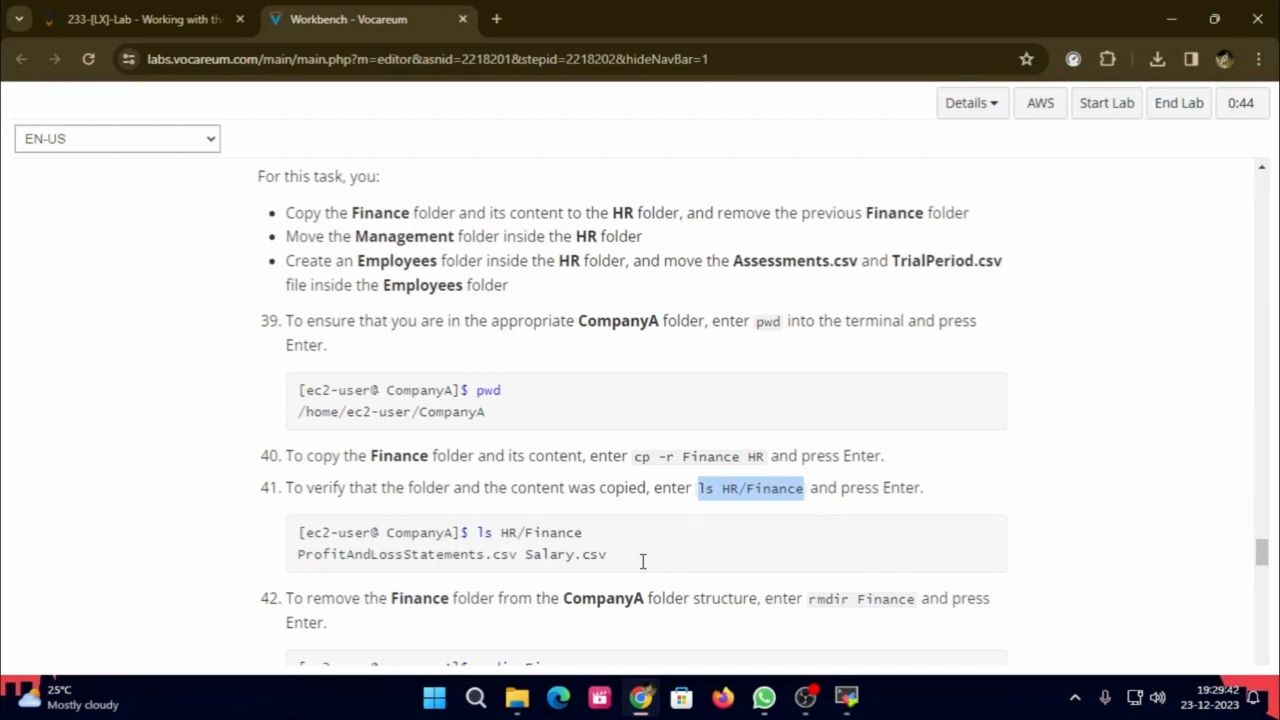 233-[LX]-Lab - Working with the
Workbench - Vocareum
labs.vocareum.com/main/main.php?m=editor&asnid=2218201&stepid=2218202&hideNavBar=1
Details AWS Start Lab End Lab 0:44
EN-US
For this task, you:
• Copy the Finance folder and its content to the HR folder, and remove the previous Finance folder
• Move the Management folder inside the HR folder
• Create an Employees folder inside the HR folder, and move the Assessments.csv and TrialPeriod.csv
file inside the Employees folder
39. To ensure that you are in the appropriate CompanyA folder, enter pwd into the terminal and press
Enter.
[ec2-user@ CompanyA]$ pwd
/home/ec2-user/CompanyA
40. To copy the Finance folder and its content, enter cp -r Finance HR and press Enter.
41. To verify that the folder and the content was copied, enter ls HR/Finance and press Enter.
[ec2-user@ CompanyA]$ ls HR/Finance
ProfitAndLossStatements.csv Salary.csv
42. To remove the Finance folder from the CompanyA folder structure, enter rmdir Finance and press
Enter.
25°C
Mostly cloudy
19:29:42
23-12-2023